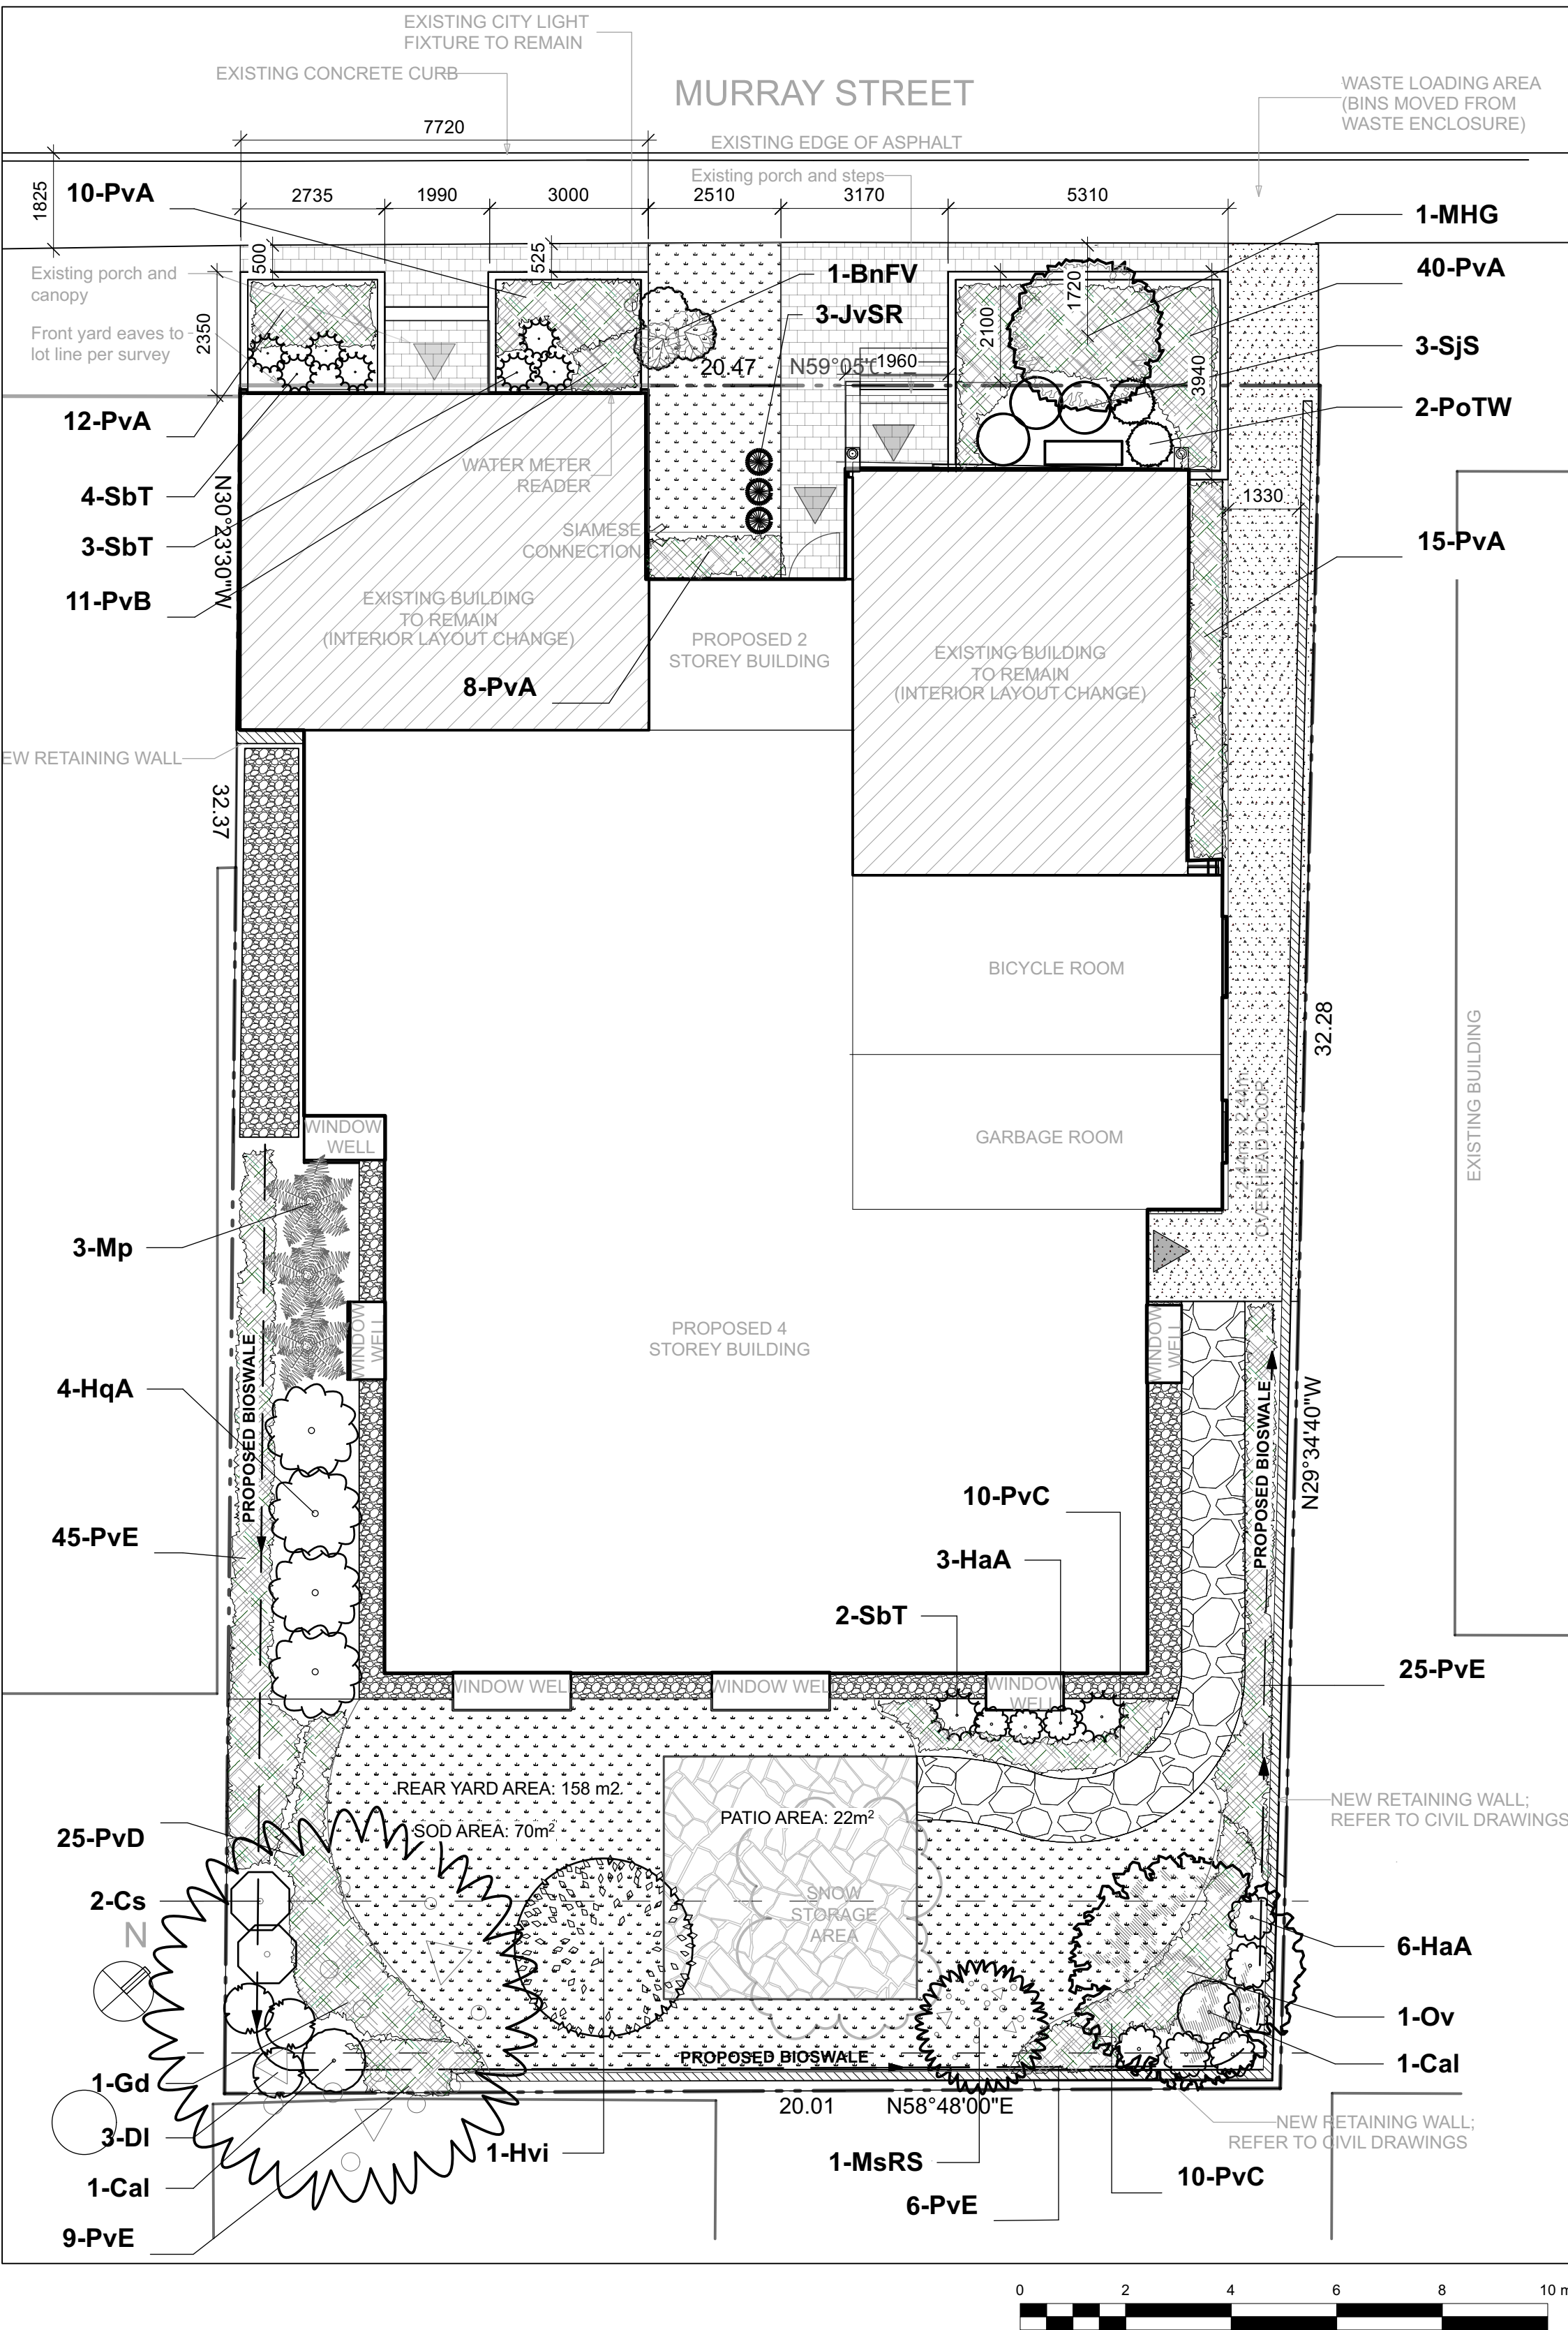 EXISTING CITY LIGHT
FIXTURE TO REMAIN
EXISTING CONCRETE CURB
MURRAY STREET
WASTE LOADING AREA
(BINS MOVED FROM
WASTE ENCLOSURE)
7720
EXISTING EDGE OF ASPHALT
Existing porch and steps
1825
10-PvA
2735
1990
3000
2510
3170
5310
1-MHG
500
525
1720
Existing porch and
canopy
1-BnFV
40-PvA
3-JvSR
2350
2100
Front yard eaves to
lot line per survey
3-SjS
20.47
N59°05'
1960
3940
12-PvA
2-PoTW
WATER METER
READER
4-SbT
1330
N30°23'30"W
SIAMESE
CONNECTION
3-SbT
15-PvA
11-PvB
EXISTING BUILDING
TO REMAIN
(INTERIOR LAYOUT CHANGE)
PROPOSED 2
STOREY BUILDING
EXISTING BUILDING
TO REMAIN
(INTERIOR LAYOUT CHANGE)
8-PvA
EW RETAINING WALL
32.37
BICYCLE ROOM
32.28
EXISTING BUILDING
WINDOW
WELL
GARBAGE ROOM
2.44m x 2.44m
OVERHEAD DOOR
3-Mp
PROPOSED BIOSWALE
WINDOW
WELL
PROPOSED 4
STOREY BUILDING
WINDOW
WELL
4-HqA
PROPOSED BIOSWALE
N29°34'40"W
10-PvC
45-PvE
3-HaA
2-SbT
25-PvE
WINDOW WEL
WINDOW WEL
WINDOW
WELL
REAR YARD AREA: 158 m2
SOD AREA: 70m²
PATIO AREA: 22m²
NEW RETAINING WALL;
REFER TO CIVIL DRAWINGS
25-PvD
2-Cs
SNOW
STORAGE
AREA
N
6-HaA
1-Ov
PROPOSED BIOSWALE
1-Cal
1-Gd
20.01
N58°48'00"E
NEW RETAINING WALL;
REFER TO CIVIL DRAWINGS
3-Dl
1-Hvi
1-MsRS
1-Cal
10-PvC
6-PvE
9-PvE
0
2
4
6
8
10 m